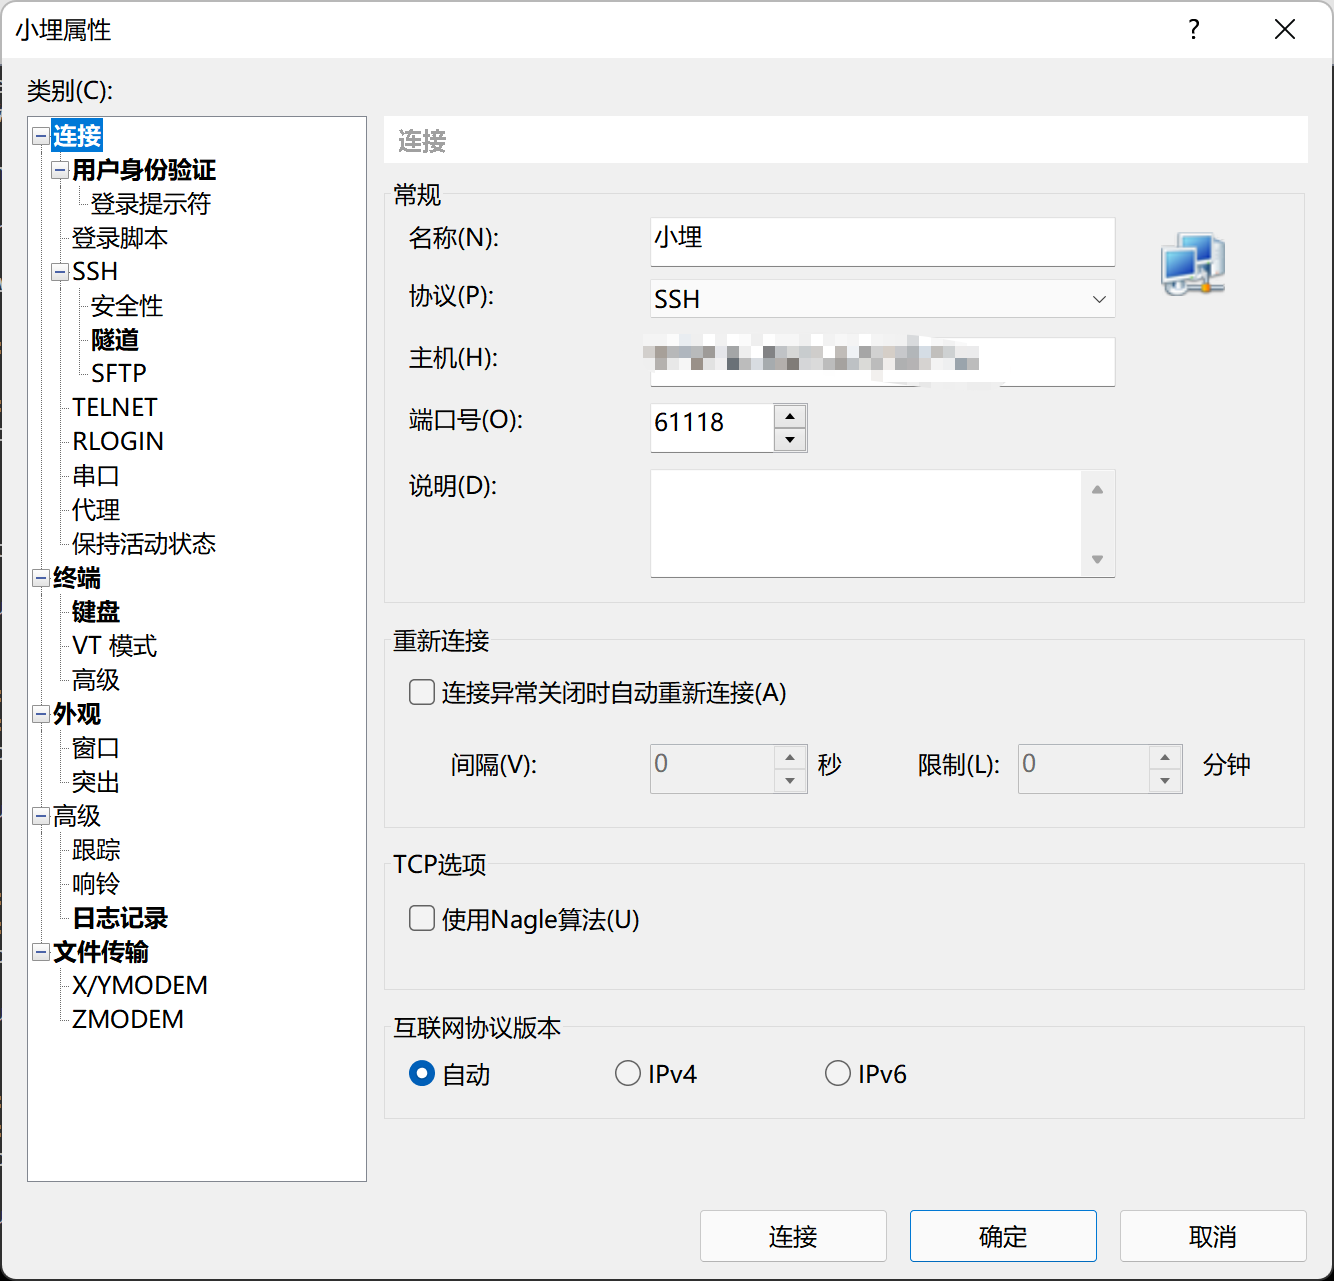 小埋属性
?
类别(C):
连接
用户身份验证
登录提示符
登录脚本
SSH
安全性
隧道
SFTP
TELNET
RLOGIN
串口
代理
保持活动状态
终端
键盘
VT 模式
高级
外观
窗口
突出
高级
跟踪
响铃
日志记录
文件传输
X/YMODEM
ZMODEM
连接
常规
名称(N):
小埋
协议(P):
SSH
主机(H):
端口号(O):
61118
说明(D):
重新连接
连接异常关闭时自动重新连接(A)
间隔(V): 0 秒 限制(L): 0 分钟
TCP选项
使用Nagle算法(U)
互联网协议版本
自动 IPv4 IPv6
连接 确定 取消